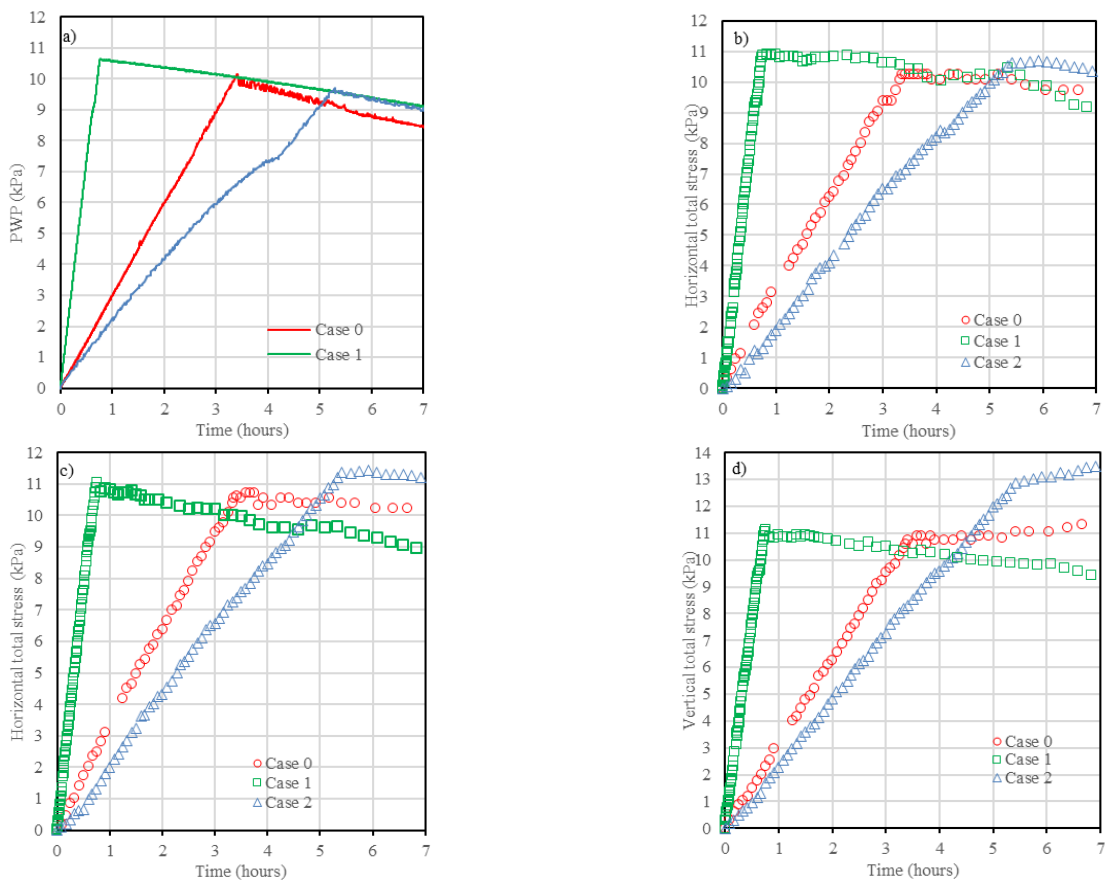 a)
PWP (kPa)
12
11
10
9
8
7
6
5
4
3
2
1
0
Case 0
Case 1
0 1 2 3 4 5 6 7
Time (hours)
b)
Horizontal total stress (kPa)
12
11
10
9
8
7
6
5
4
3
2
1
0
Case 0
Case 1
Case 2
0 1 2 3 4 5 6 7
Time (hours)
c)
Horizontal total stress (kPa)
12
11
10
9
8
7
6
5
4
3
2
1
0
Case 0
Case 1
Case 2
0 1 2 3 4 5 6 7
Time (hours)
d)
Vertical total stress (kPa)
14
13
12
11
10
9
8
7
6
5
4
3
2
1
0
Case 0
Case 1
Case 2
0 1 2 3 4 5 6 7
Time (hours)